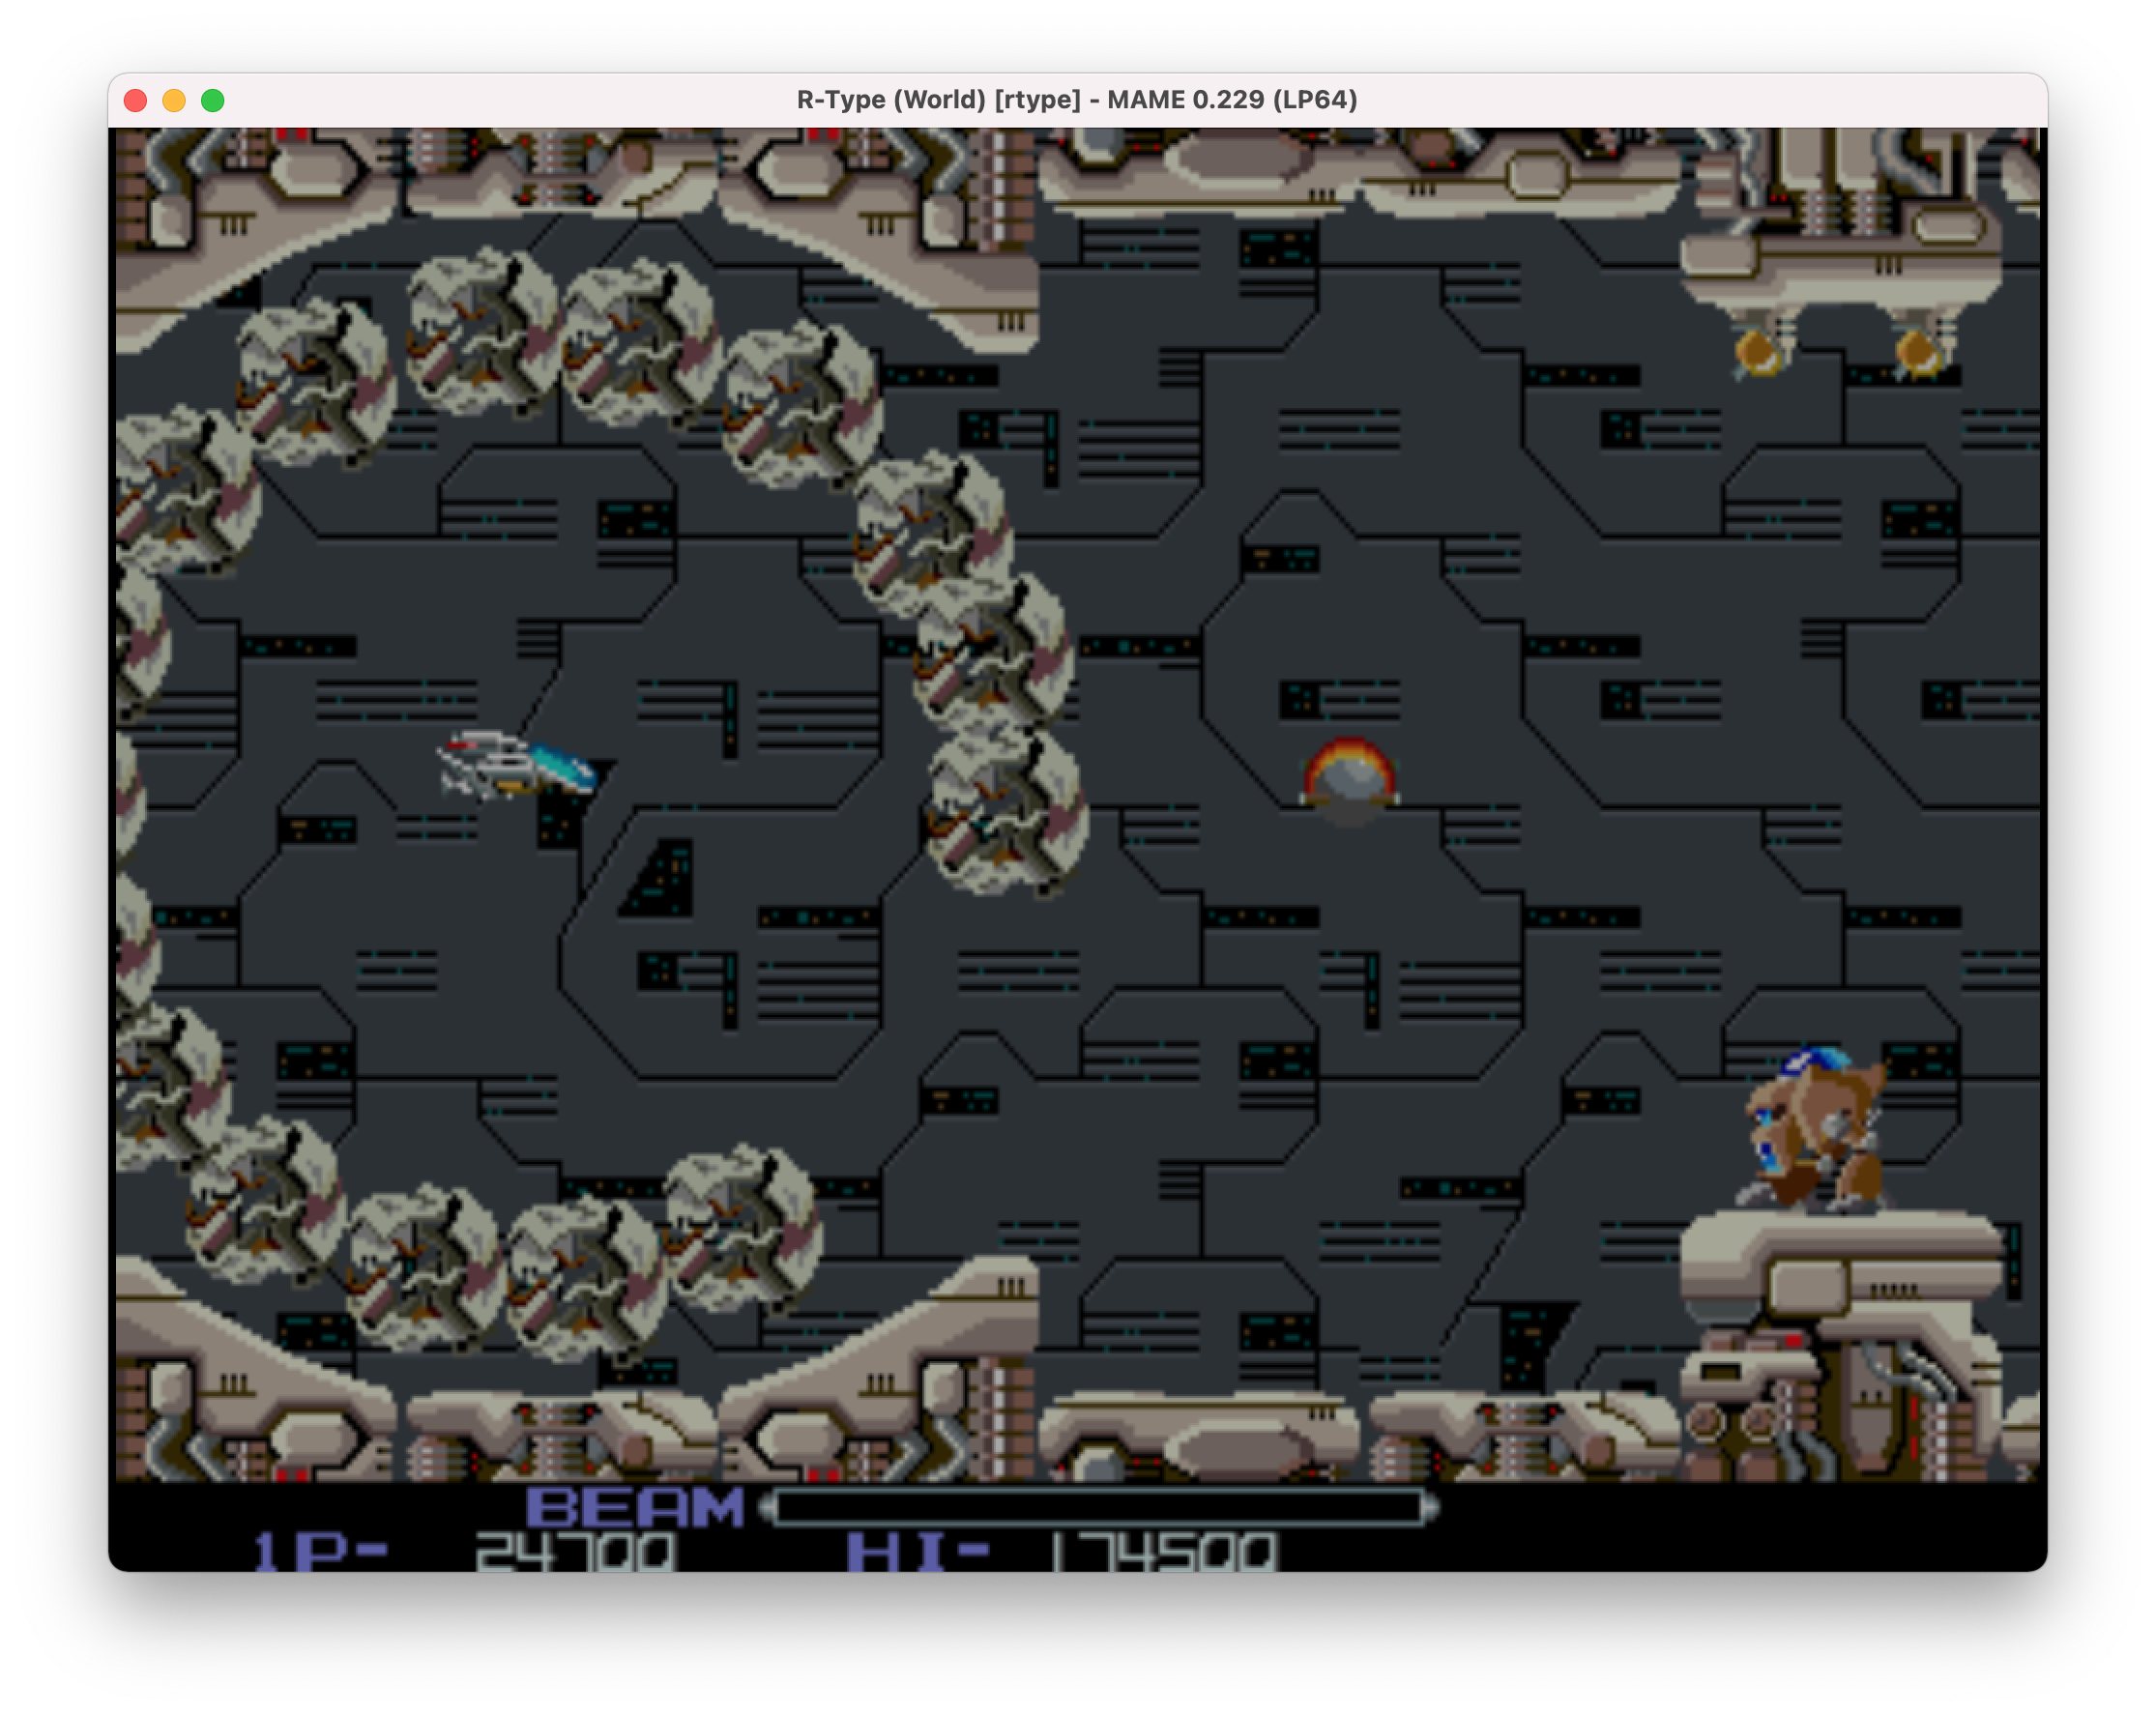 R-Type (World) [rtype] - MAME 0.229 (LP64)
BEAM
1P- 24700 HI- 174500